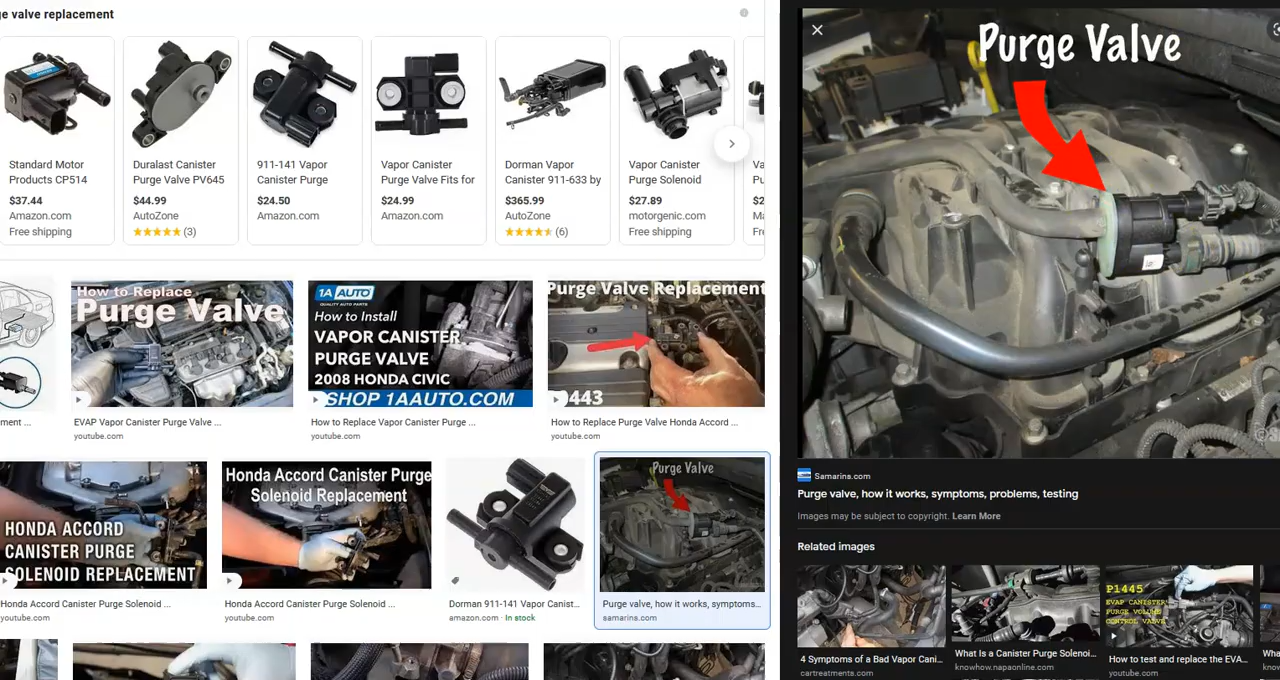 ge valve replacement
Standard Motor
Products CP514
$37.44
Amazon.com
Free shipping
Duralast Canister
Purge Valve PV645
$44.99
AutoZone
(3)
911-141 Vapor
Canister Purge
$24.50
Amazon.com
Vapor Canister
Purge Valve Fits for
$24.99
Amazon.com
Dorman Vapor
Canister 911-633 by
$365.99
AutoZone
(6)
Vapor Canister
Purge Solenoid
$27.89
motorgenic.com
Free shipping
Va
Pu
$2
Ma
Fr
How to Replace
Purge Valve
1A AUTO
QUALITY AUTO PARTS
How to Install
VAPOR CANISTER
PURGE VALVE
2008 HONDA CIVIC
SHOP 1AAUTO.COM
Purge Valve Replacement
0443
ment ...
EVAP Vapor Canister Purge Valve ...
youtube.com
How to Replace Vapor Canister Purge ...
youtube.com
How to Replace Purge Valve Honda Accord ...
youtube.com
HONDA ACCORD
CANISTER PURGE
SOLENOID REPLACEMENT
Honda Accord Canister Purge
Solenoid Replacement
Purge Valve
Honda Accord Canister Purge Solenoid ...
youtube.com
Honda Accord Canister Purge Solenoid ...
youtube.com
Dorman 911-141 Vapor Canist...
amazon.com · In stock
Purge valve, how it works, symptoms...
samarins.com
Purge Valve
Samarins.com
Purge valve, how it works, symptoms, problems, testing
Images may be subject to copyright. Learn More
Related images
P1445
EVAP CANISTER
PURGE VOLUME
CONTROL VALVE
4 Symptoms of a Bad Vapor Cani...
cartreatments.com
What Is a Canister Purge Solenoi...
knowhow.napaonline.com
How to test and replace the EVA...
youtube.com
Wha
What